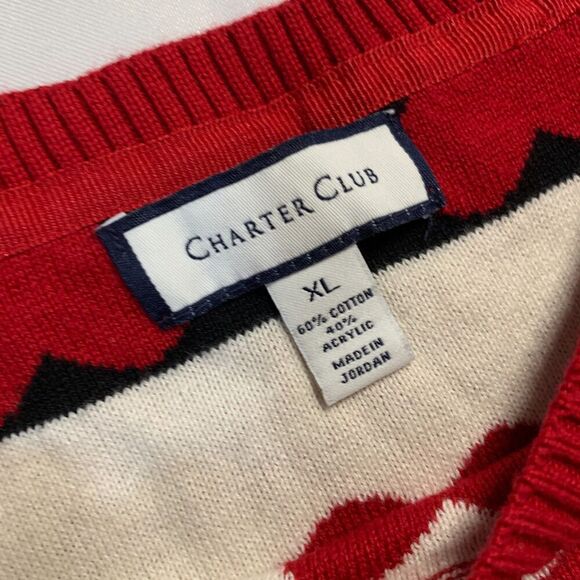 CHARTER CLUB
XL
60% COTTON
40%
ACRYLIC
MADE IN
JORDAN